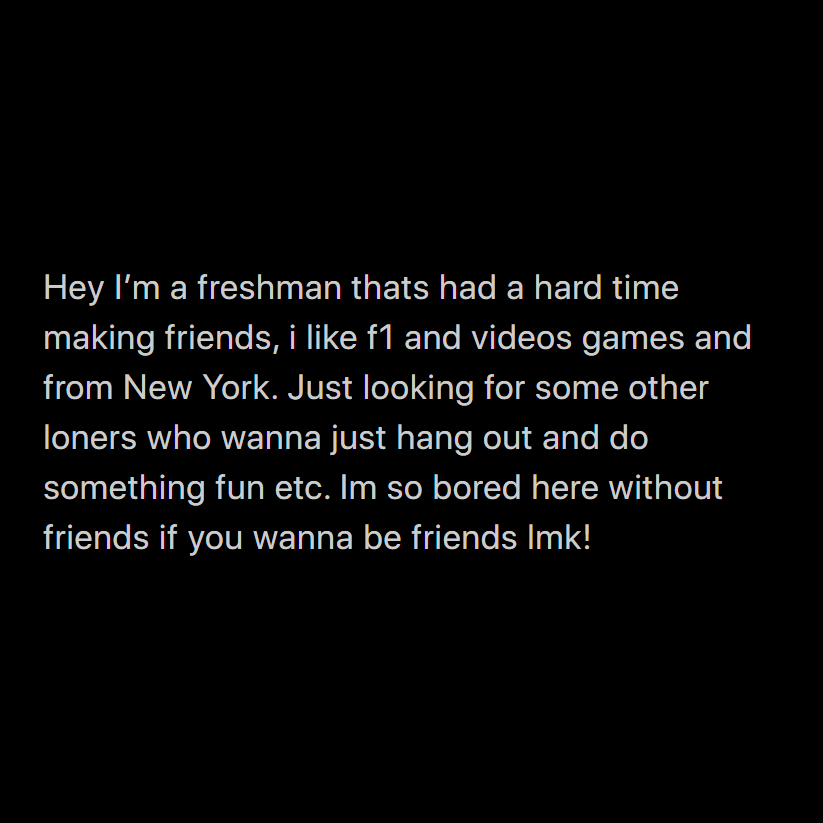 Hey I’m a freshman thats had a hard time
making friends, i like f1 and videos games and
from New York. Just looking for some other
loners who wanna just hang out and do
something fun etc. Im so bored here without
friends if you wanna be friends lmk!